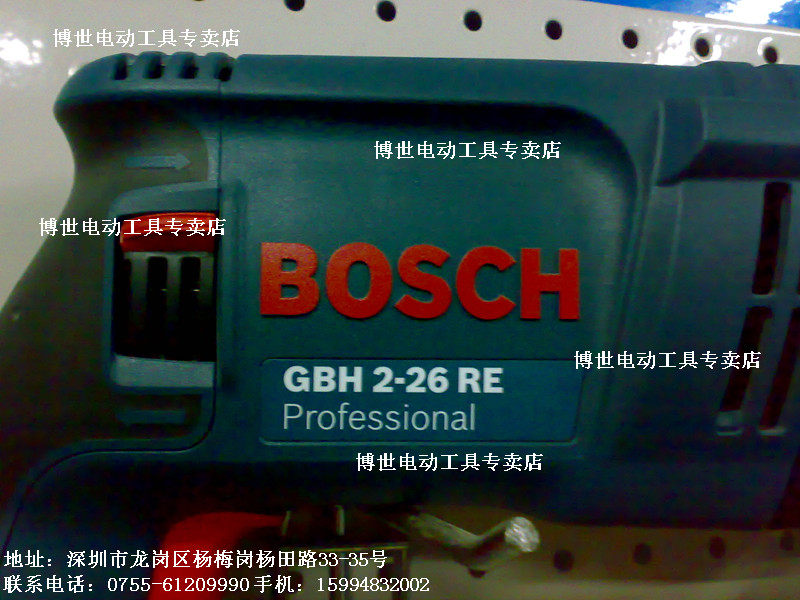 博世电动工具专卖店
博世电动工具专卖店
博世电动工具专卖店
BOSCH
博世电动工具专卖店
GBH 2-26 RE
Professional
博世电动工具专卖店
地址：深圳市龙岗区杨梅岗杨田路33-35号
联系电话：0755-61209990手机：15994832002